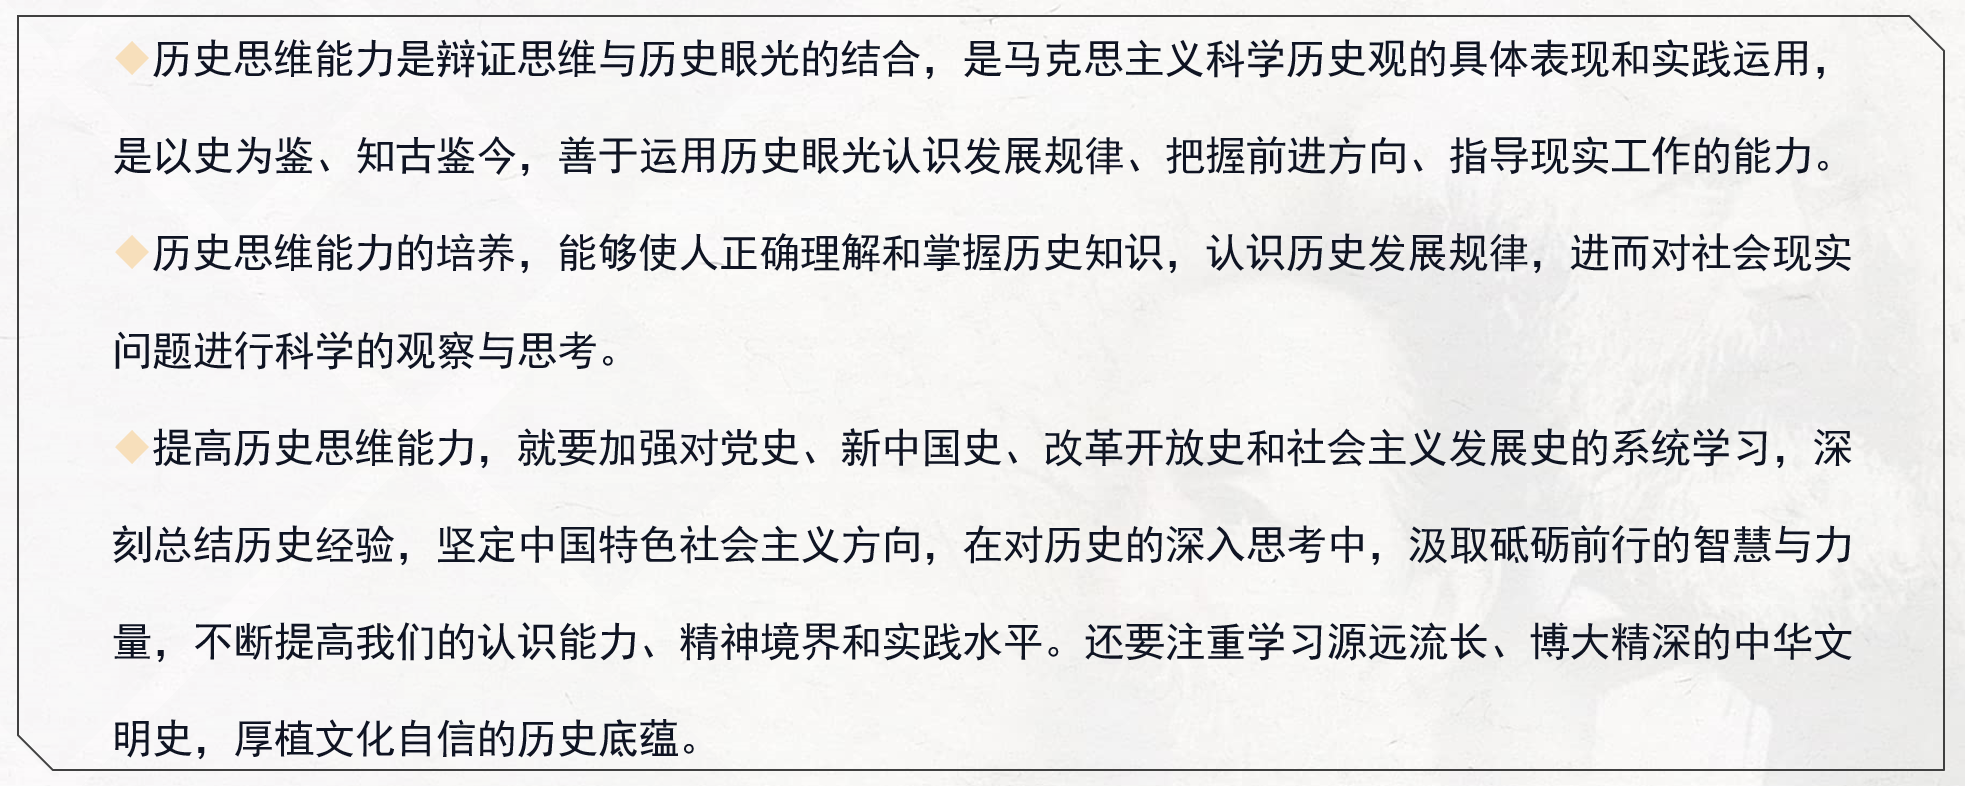 ◆历史思维能力是辩证思维与历史眼光的结合，是马克思主义科学历史观的具体表现和实践运用，
是以史为鉴、知古鉴今，善于运用历史眼光认识发展规律、把握前进方向、指导现实工作的能力。
◆历史思维能力的培养，能够使人正确理解和掌握历史知识，认识历史发展规律，进而对社会现实
问题进行科学的观察与思考。
◆提高历史思维能力，就要加强对党史、新中国史、改革开放史和社会主义发展史的系统学习，深
刻总结历史经验，坚定中国特色社会主义方向，在对历史的深入思考中，汲取砥砺前行的智慧与力
量，不断提高我们的认识能力、精神境界和实践水平。还要注重学习源远流长、博大精深的中华文
明史，厚植文化自信的历史底蕴。